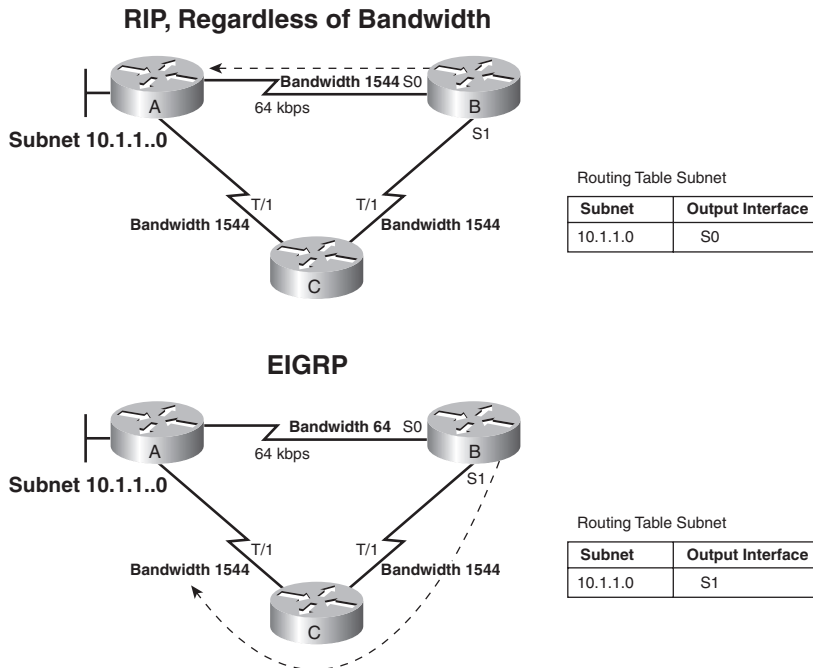 RIP, Regardless of Bandwidth
Bandwidth 1544 S0
A
B
64 kbps
S1
Subnet 10.1.1..0
T/1
T/1
Bandwidth 1544
Bandwidth 1544
C
Routing Table Subnet
Subnet Output Interface
10.1.1.0 S0
EIGRP
Bandwidth 64 S0
A
B
64 kbps
S1
Subnet 10.1.1..0
T/1
T/1
Bandwidth 1544
Bandwidth 1544
C
Routing Table Subnet
Subnet Output Interface
10.1.1.0 S1